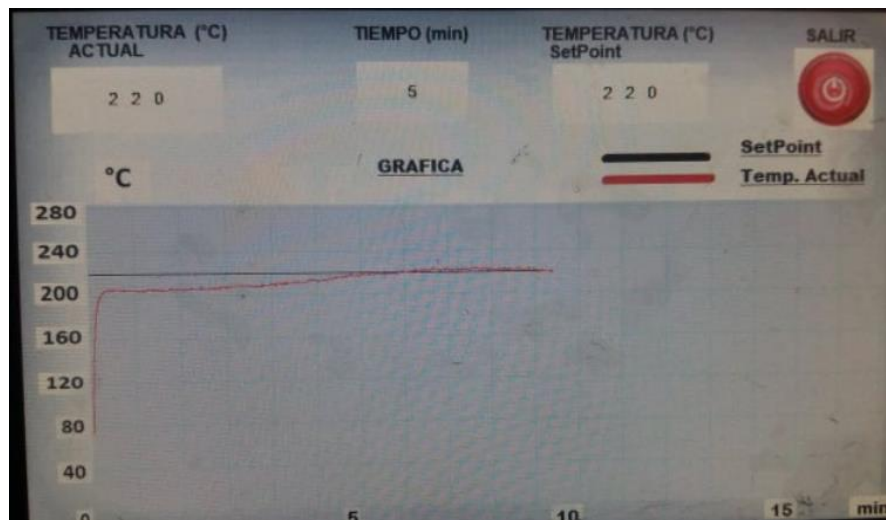 TEMPERATURA (°C)
ACTUAL
TIEMPO (min)
TEMPERATURA (°C)
SetPoint
SALIR
2 2 0
5
2 2 0
°C
GRAFICA
SetPoint
Temp. Actual
280
240
200
160
120
80
40
0
5
10
15
min